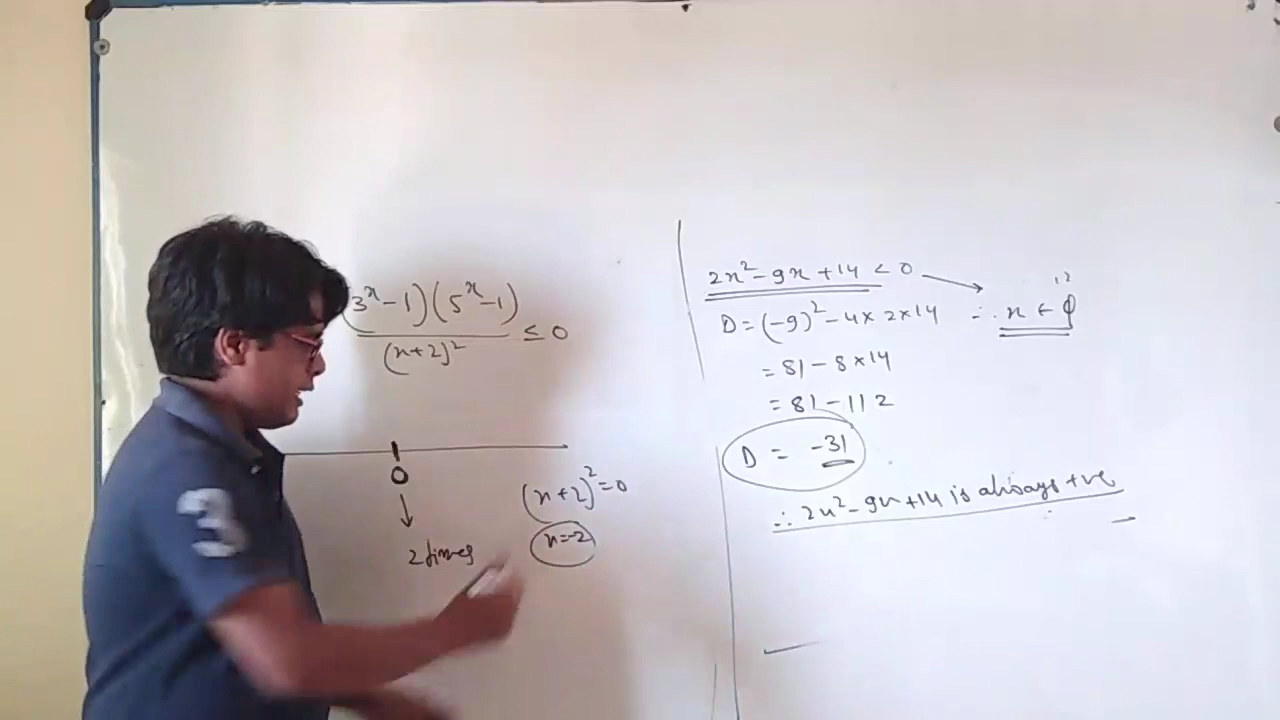 (3^x-1)(5^x-1)
(x+2)^2
≤ 0
0
2 times
(x+2)^2=0
x=-2
3
2x^2-9x+14<0
D=(-9)^2-4×2×14
∴ x ∈ ϕ
=81-8×14
=81-112
D = -31
∴ 2x^2-9x+14 is always +ve